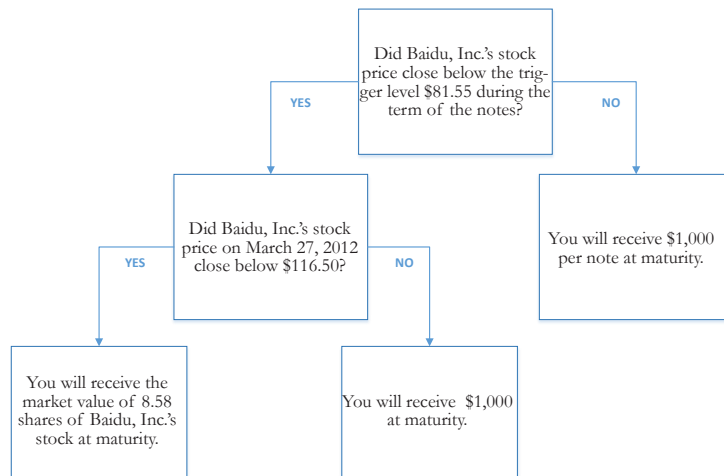 Did Baidu, Inc.'s stock
price close below the trig-
ger level $81.55 during the
term of the notes?
YES
NO
Did Baidu, Inc.'s stock
price on March 27, 2012
close below $116.50?
You will receive $1,000
per note at maturity.
YES
NO
You will receive the
market value of 8.58
shares of Baidu, Inc.'s
stock at maturity.
You will receive $1,000
at maturity.